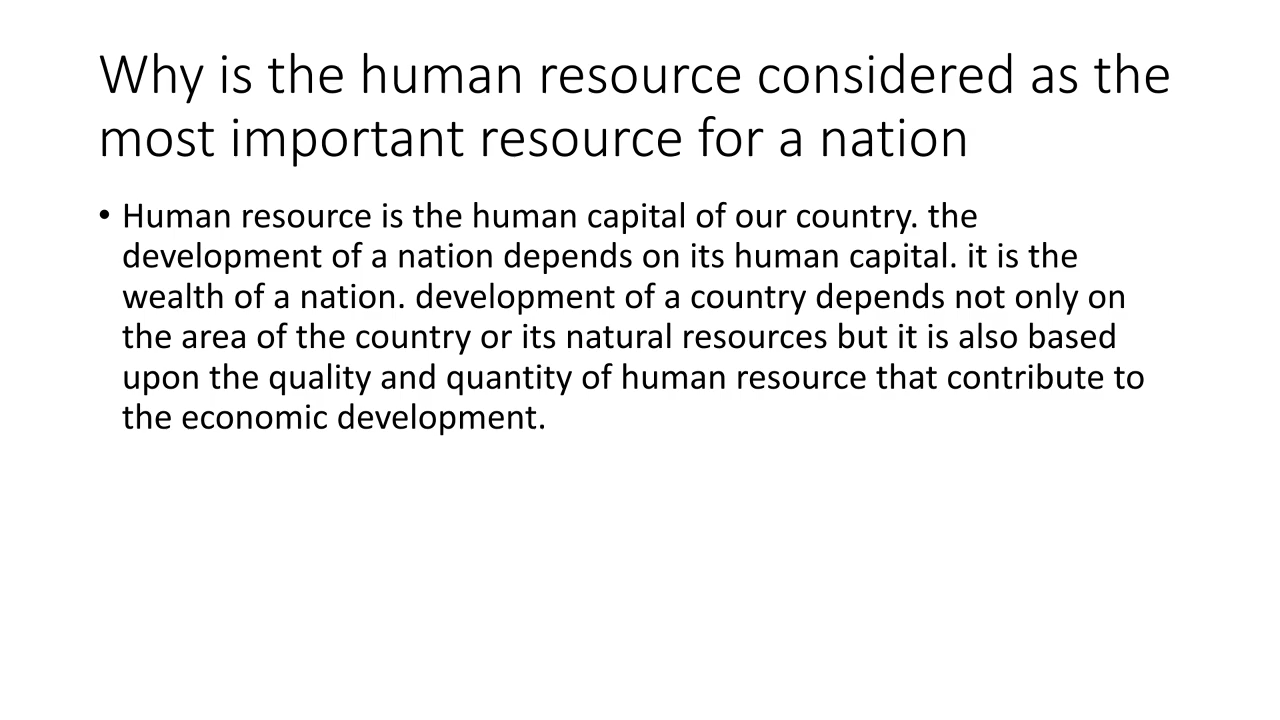 Why is the human resource considered as the
most important resource for a nation
• Human resource is the human capital of our country. the
development of a nation depends on its human capital. it is the
wealth of a nation. development of a country depends not only on
the area of the country or its natural resources but it is also based
upon the quality and quantity of human resource that contribute to
the economic development.